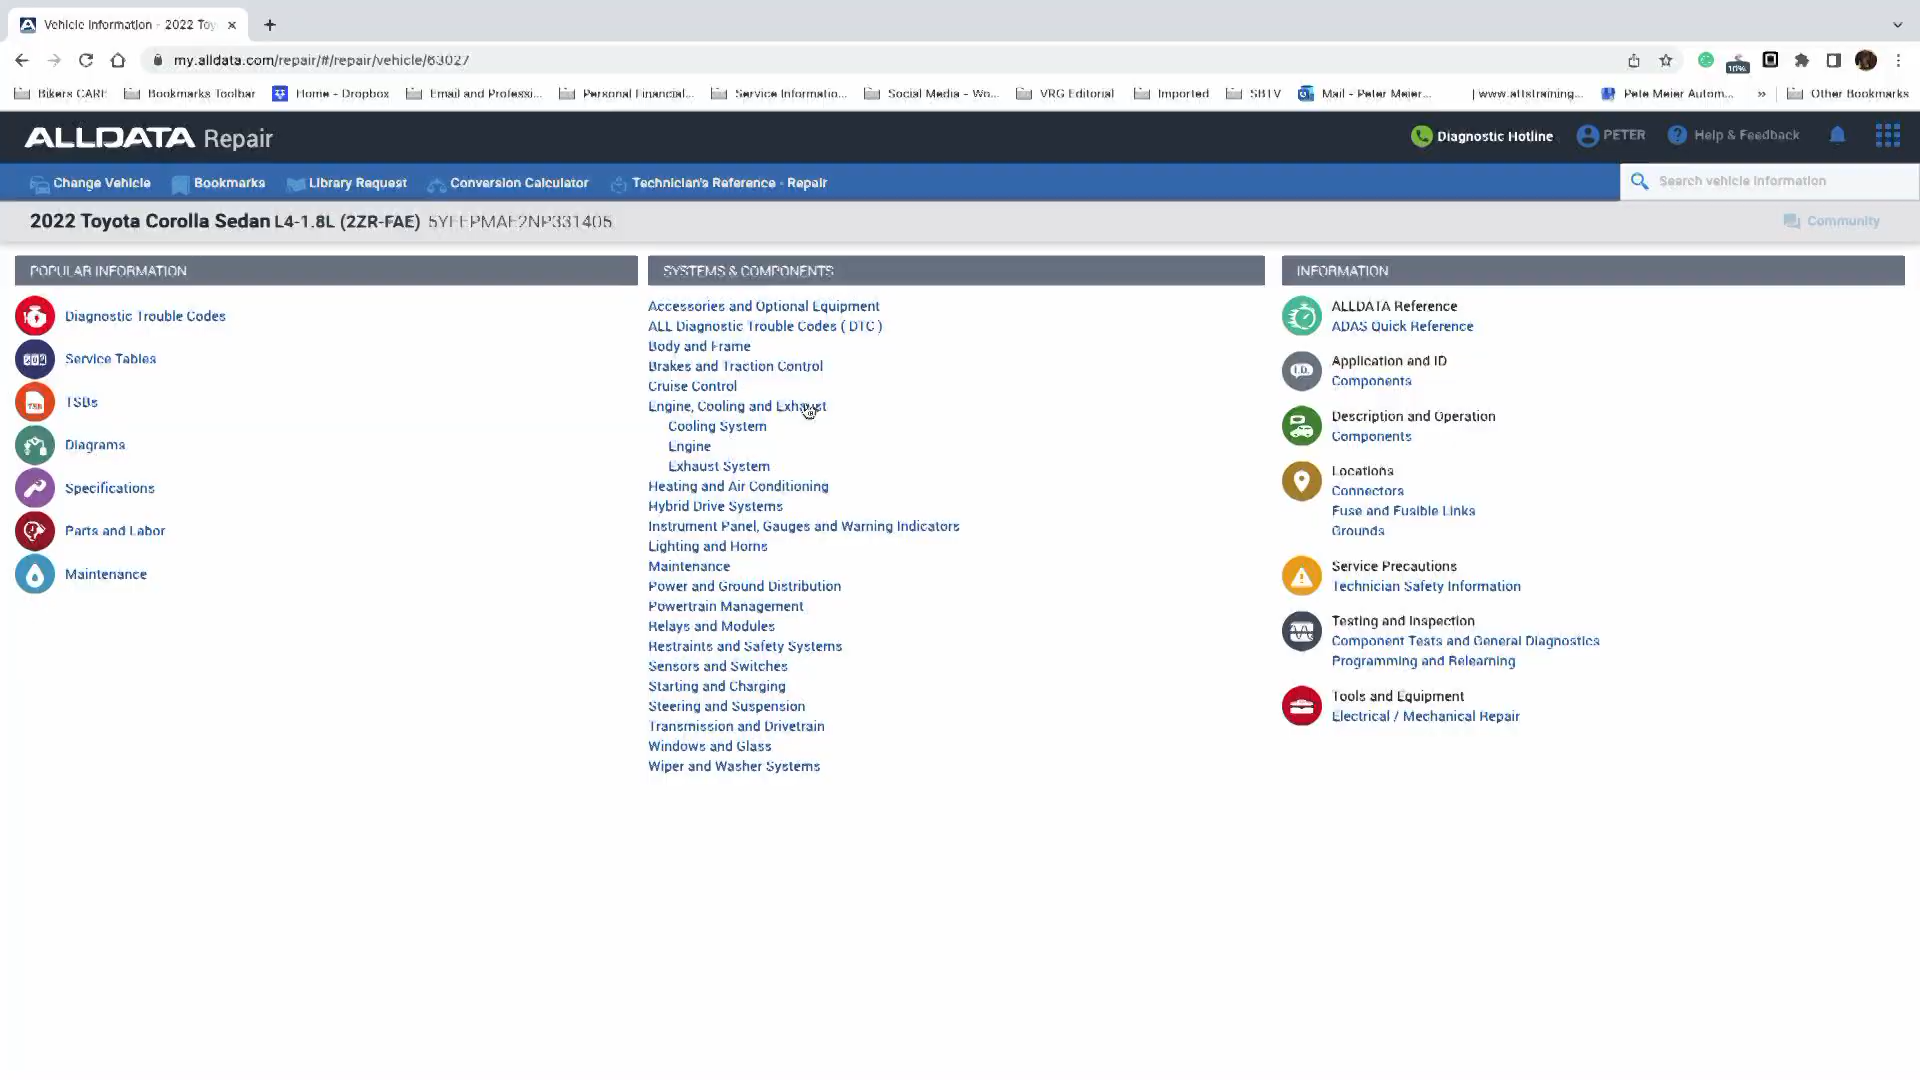 Vehicle Information - 2022 Toy
my.alldata.com/repair/#/repair/vehicle/63027
10%
Bikers CARE
Bookmarks Toolbar
Home - Dropbox
Email and Professi...
Personal Financial...
Service Informatio...
Social Media - Wo...
VRG Editorial
Imported
SBTV
Mail - Peter Meier...
| www.attstraining...
Pete Meier Autom...
»
Other Bookmarks
ALLDATA Repair
Diagnostic Hotline
PETER
Help & Feedback
Change Vehicle
Bookmarks
Library Request
Conversion Calculator
Technician's Reference - Repair
Search vehicle information
2022 Toyota Corolla Sedan L4-1.8L (2ZR-FAE)
Community
POPULAR INFORMATION
Diagnostic Trouble Codes
Service Tables
TSBs
Diagrams
Specifications
Parts and Labor
Maintenance
SYSTEMS & COMPONENTS
Accessories and Optional Equipment
ALL Diagnostic Trouble Codes ( DTC )
Body and Frame
Brakes and Traction Control
Cruise Control
Engine, Cooling and Exhaust
Cooling System
Engine
Exhaust System
Heating and Air Conditioning
Hybrid Drive Systems
Instrument Panel, Gauges and Warning Indicators
Lighting and Horns
Maintenance
Power and Ground Distribution
Powertrain Management
Relays and Modules
Restraints and Safety Systems
Sensors and Switches
Starting and Charging
Steering and Suspension
Transmission and Drivetrain
Windows and Glass
Wiper and Washer Systems
INFORMATION
ALLDATA Reference
ADAS Quick Reference
Application and ID
Components
Description and Operation
Components
Locations
Connectors
Fuse and Fusible Links
Grounds
Service Precautions
Technician Safety Information
Testing and Inspection
Component Tests and General Diagnostics
Programming and Relearning
Tools and Equipment
Electrical / Mechanical Repair